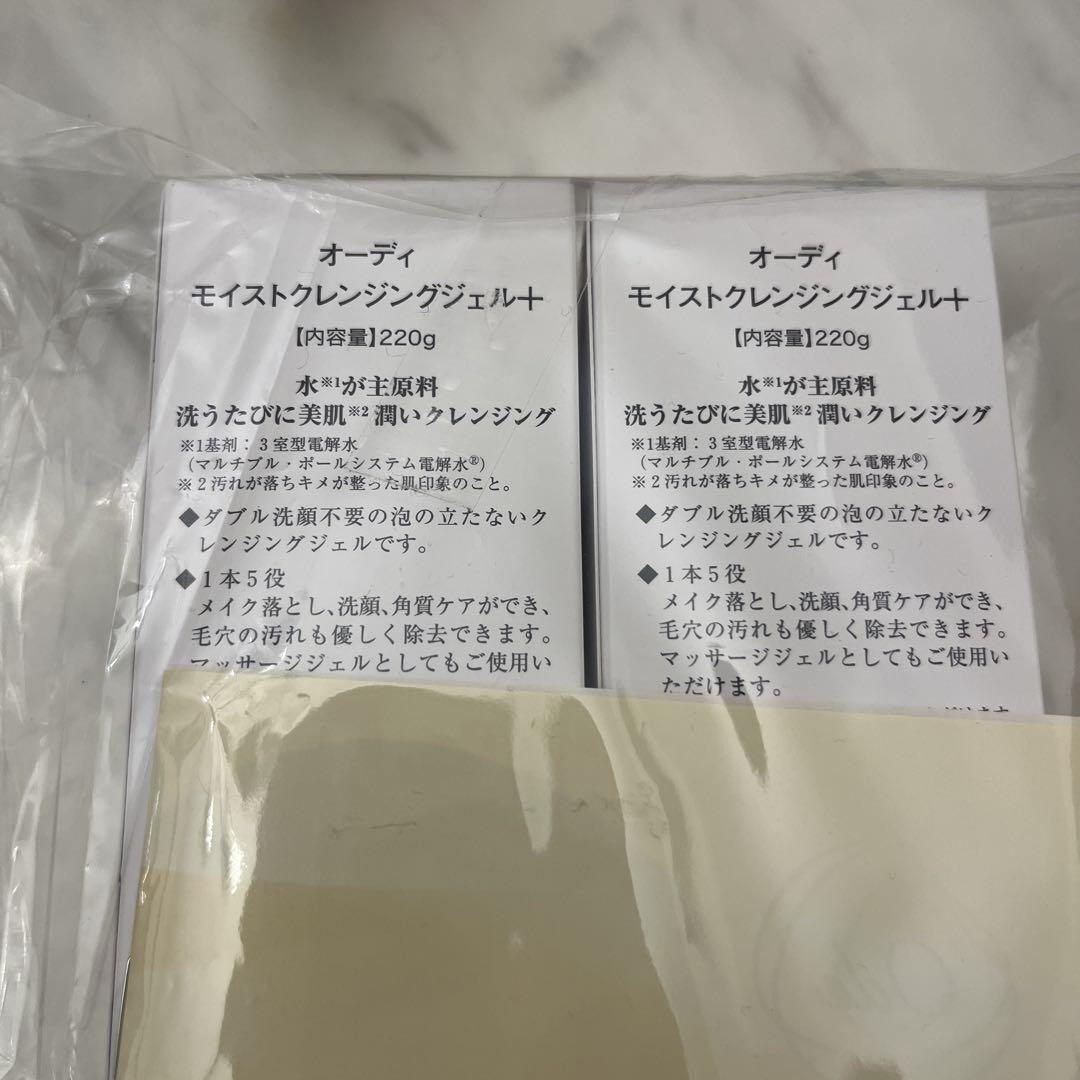 オーディ
モイストクレンジングジェル＋
【内容量】220g
水※1が主原料
洗うたびに美肌※2潤いクレンジング
※1基剤：３室型電解水
（マルチプル・ポールシステム電解水®）
※２汚れが落ちキメが整った肌印象のこと。
◆ダブル洗顔不要の泡の立たないク
レンジングジェルです。
◆１本５役
メイク落とし､洗顔､角質ケアができ､
毛穴の汚れも優しく除去できます。
マッサージジェルとしてもご使用い
オーディ
モイストクレンジングジェル＋
【内容量】220g
水※1が主原料
洗うたびに美肌※2潤いクレンジング
※1基剤：３室型電解水
（マルチプル・ポールシステム電解水®）
※２汚れが落ちキメが整った肌印象のこと。
◆ダブル洗顔不要の泡の立たないク
レンジングジェルです。
◆１本５役
メイク落とし､洗顔､角質ケアができ､
毛穴の汚れも優しく除去できます。
マッサージジェルとしてもご使用い
ただけます。